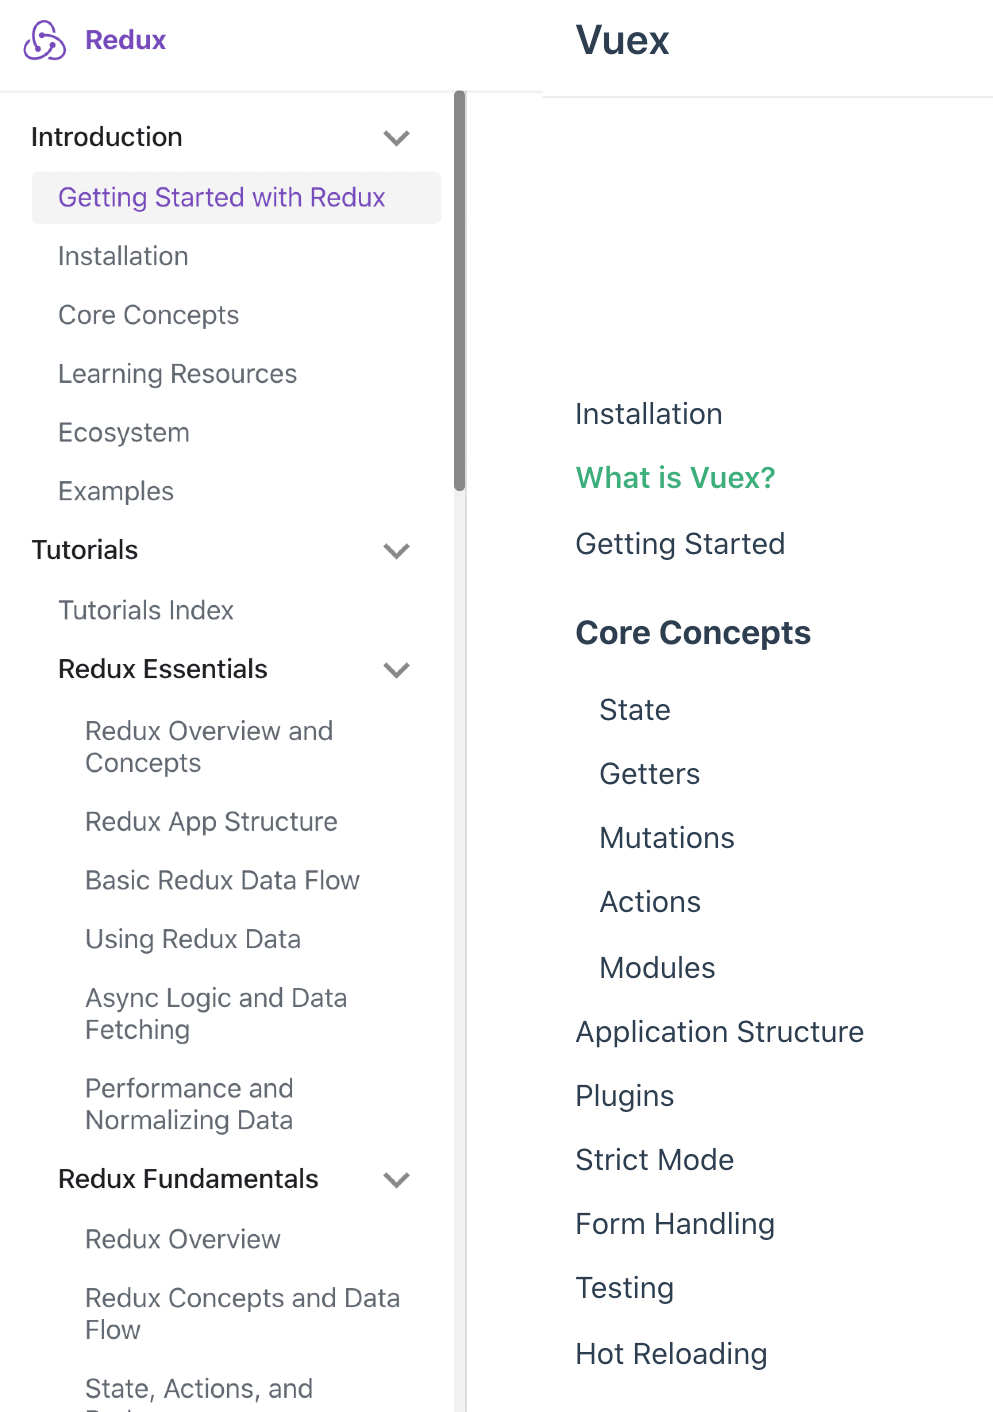 Redux
Introduction
Getting Started with Redux
Installation
Core Concepts
Learning Resources
Ecosystem
Examples
Tutorials
Tutorials Index
Redux Essentials
Redux Overview and
Concepts
Redux App Structure
Basic Redux Data Flow
Using Redux Data
Async Logic and Data
Fetching
Performance and
Normalizing Data
Redux Fundamentals
Redux Overview
Redux Concepts and Data
Flow
State, Actions, and
Vuex
Installation
What is Vuex?
Getting Started
Core Concepts
State
Getters
Mutations
Actions
Modules
Application Structure
Plugins
Strict Mode
Form Handling
Testing
Hot Reloading